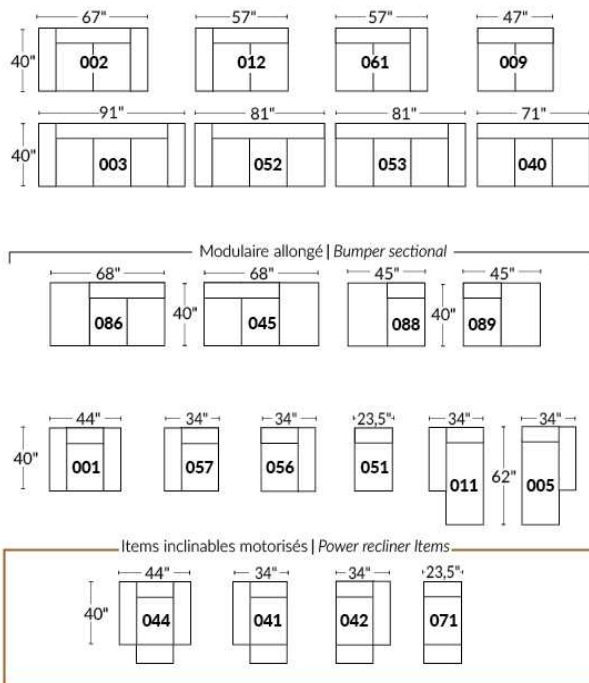 67" 57" 57" 47"
40" 002 012 061 009
91" 81" 81" 71"
40" 003 052 053 040
Modulaire allongé | Bumper sectional
68" 68" 45" 45"
086 40" 045 088 40" 089
44" 34" 34" 23,5" 34" 34"
40" 001 057 056 051 011 62" 005
Items inclinables motorisés | Power recliner Items
44" 34" 34" 23,5"
40" 044 041 042 071